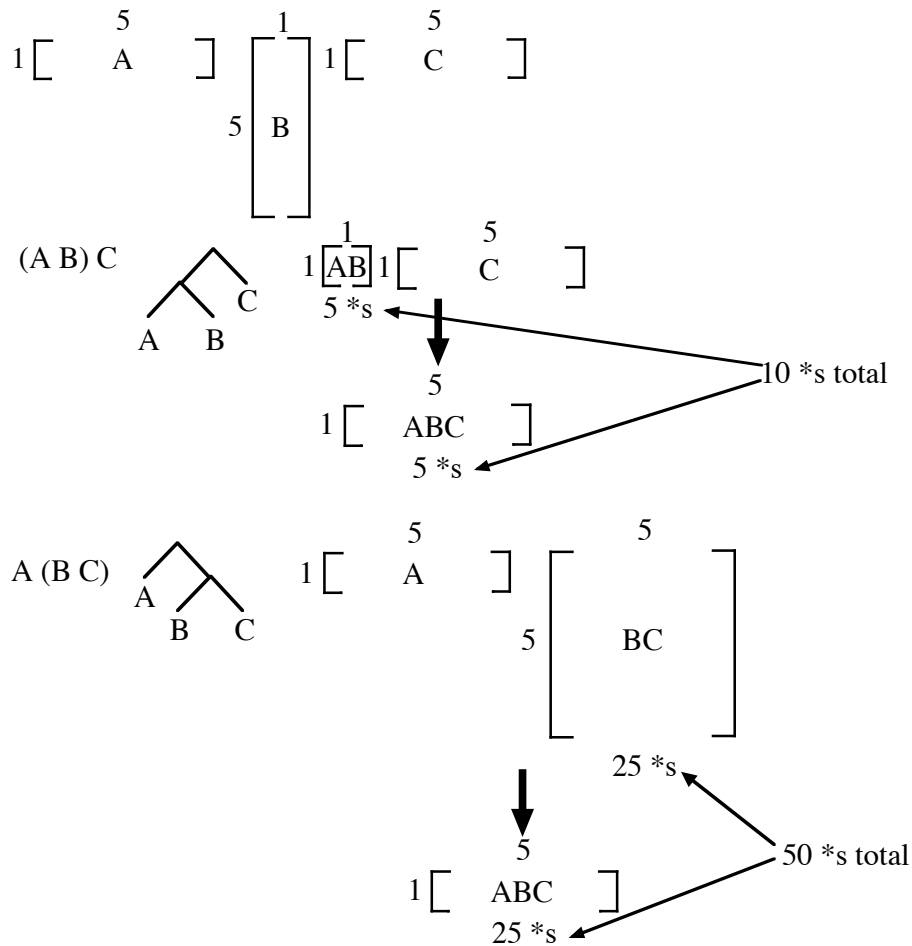 5 1 5
1 A 1 C
5 B
(A B) C
1 5
1 AB 1 C
C 5 *s
A B
10 *s total
5
1 ABC
5 *s
5 5
A (B C) 1 A
A
B C 5 BC
25 *s
5
50 *s total
1 ABC
25 *s